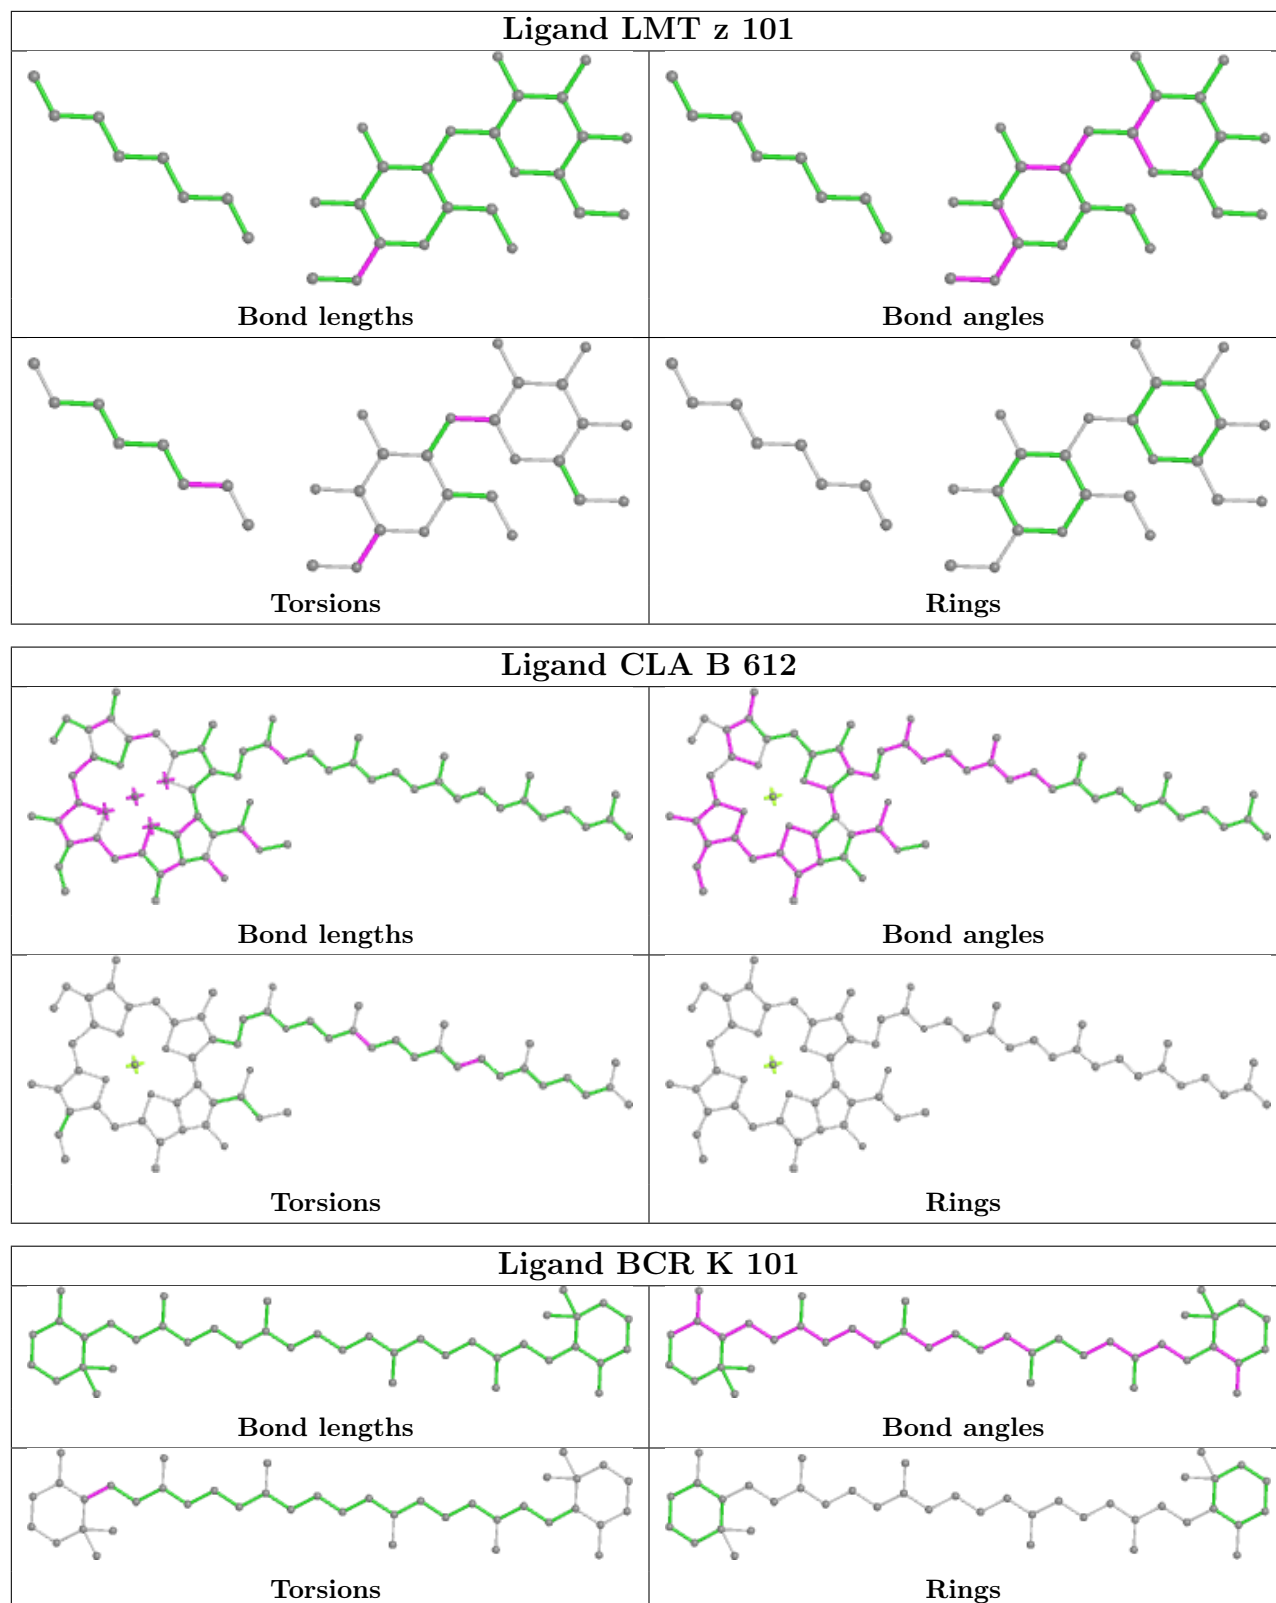 Ligand LMT z 101
Bond lengths
Bond angles
Torsions
Rings
Ligand CLA B 612
Bond lengths
Bond angles
Torsions
Rings
Ligand BCR K 101
Bond lengths
Bond angles
Torsions
Rings